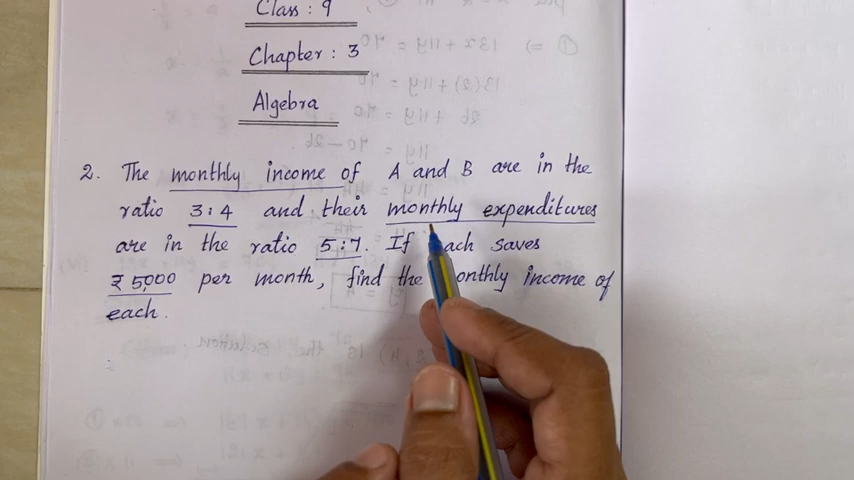 Class : 9
Chapter : 3
Algebra
2. The monthly income of A and B are in the
ratio 3:4 and their monthly expenditures
are in the ratio 5:7. If each saves
₹ 5,000 per month, find the monthly income of
each.